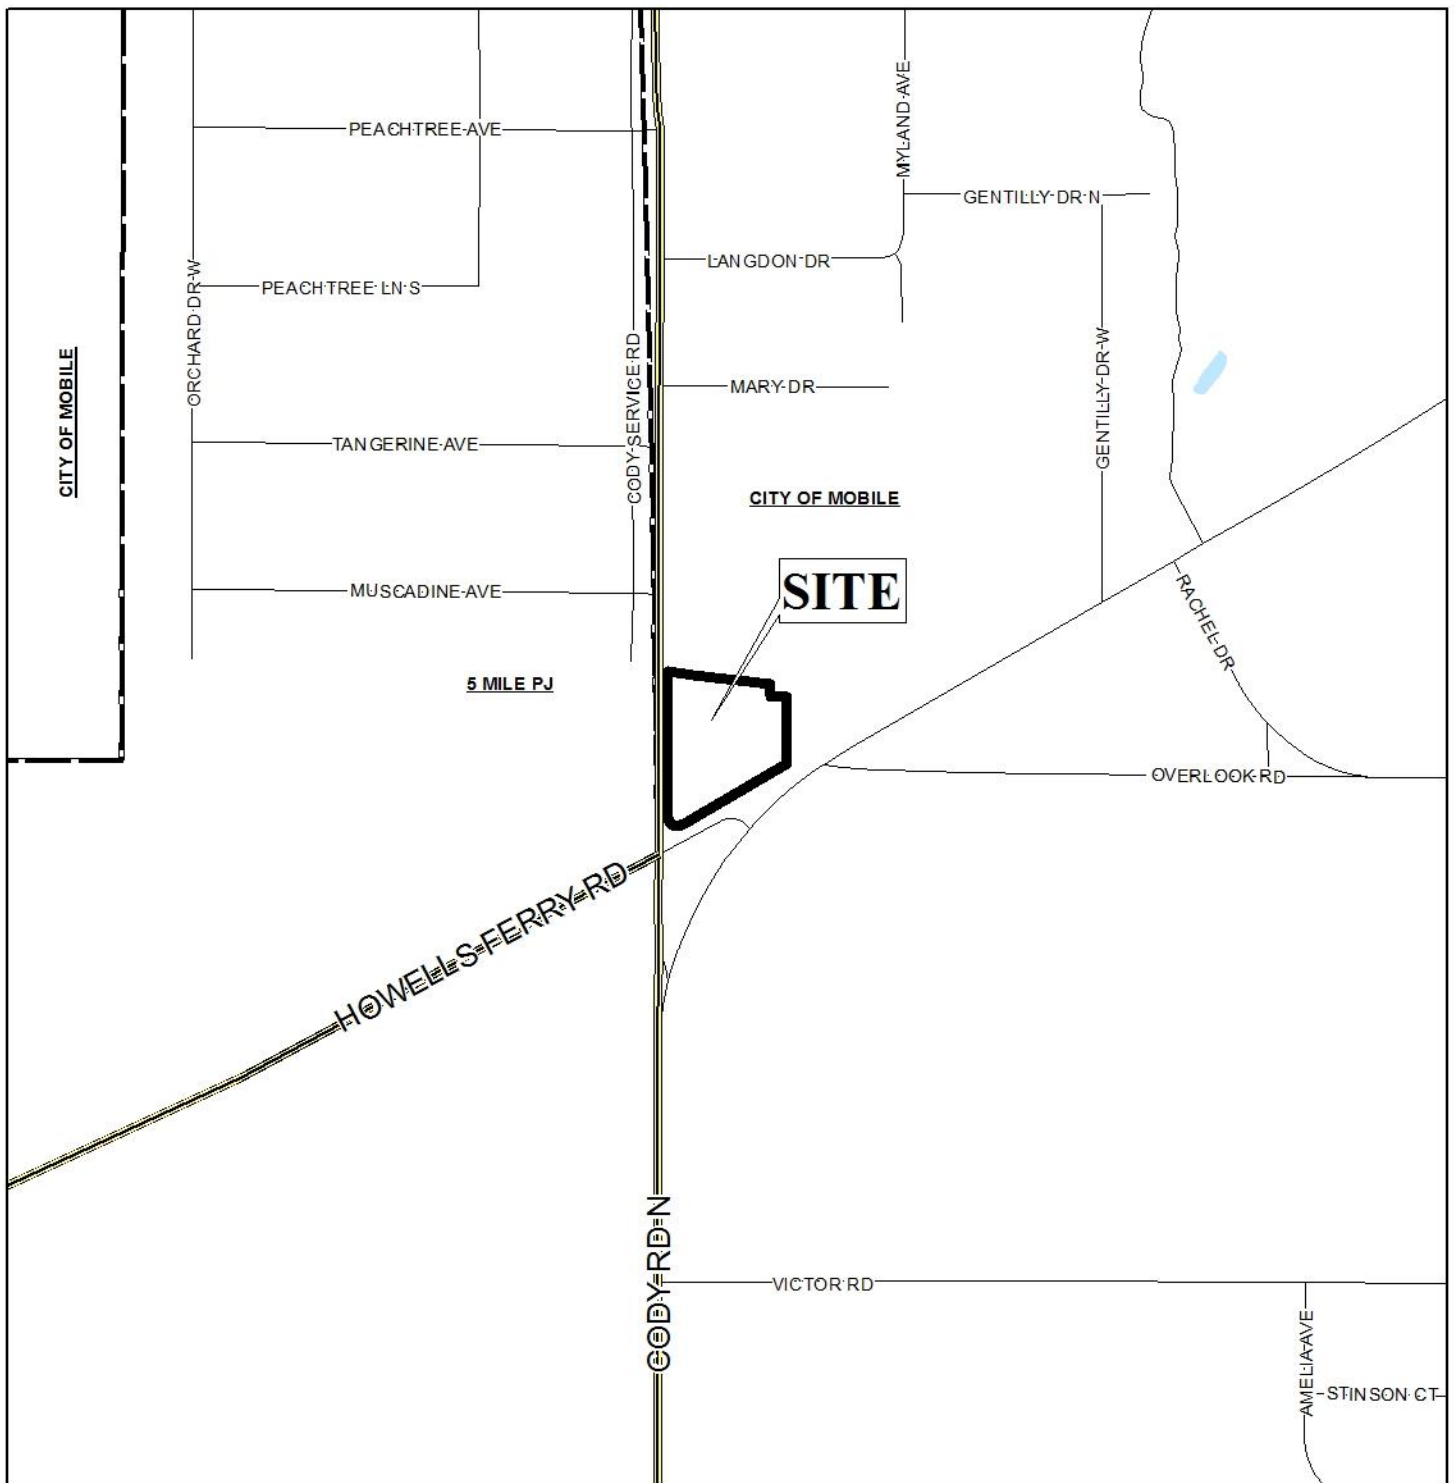 MYLAND AVE
PEACHTREE AVE
GENTILLY DR N
LANGDON DR
ORCHARD DR W
PEACHTREE LN S
CITY OF MOBILE
CODY SERVICE RD
MARY DR
GENTILLY DR W
TANGERINE AVE
CITY OF MOBILE
SITE
MUSCADINE AVE
RACHEL DR
5 MILE PJ
OVERLOOK RD
HOWELLS FERRY RD
CODY RD N
VICTOR RD
AMELIA AVE
STINSON CT